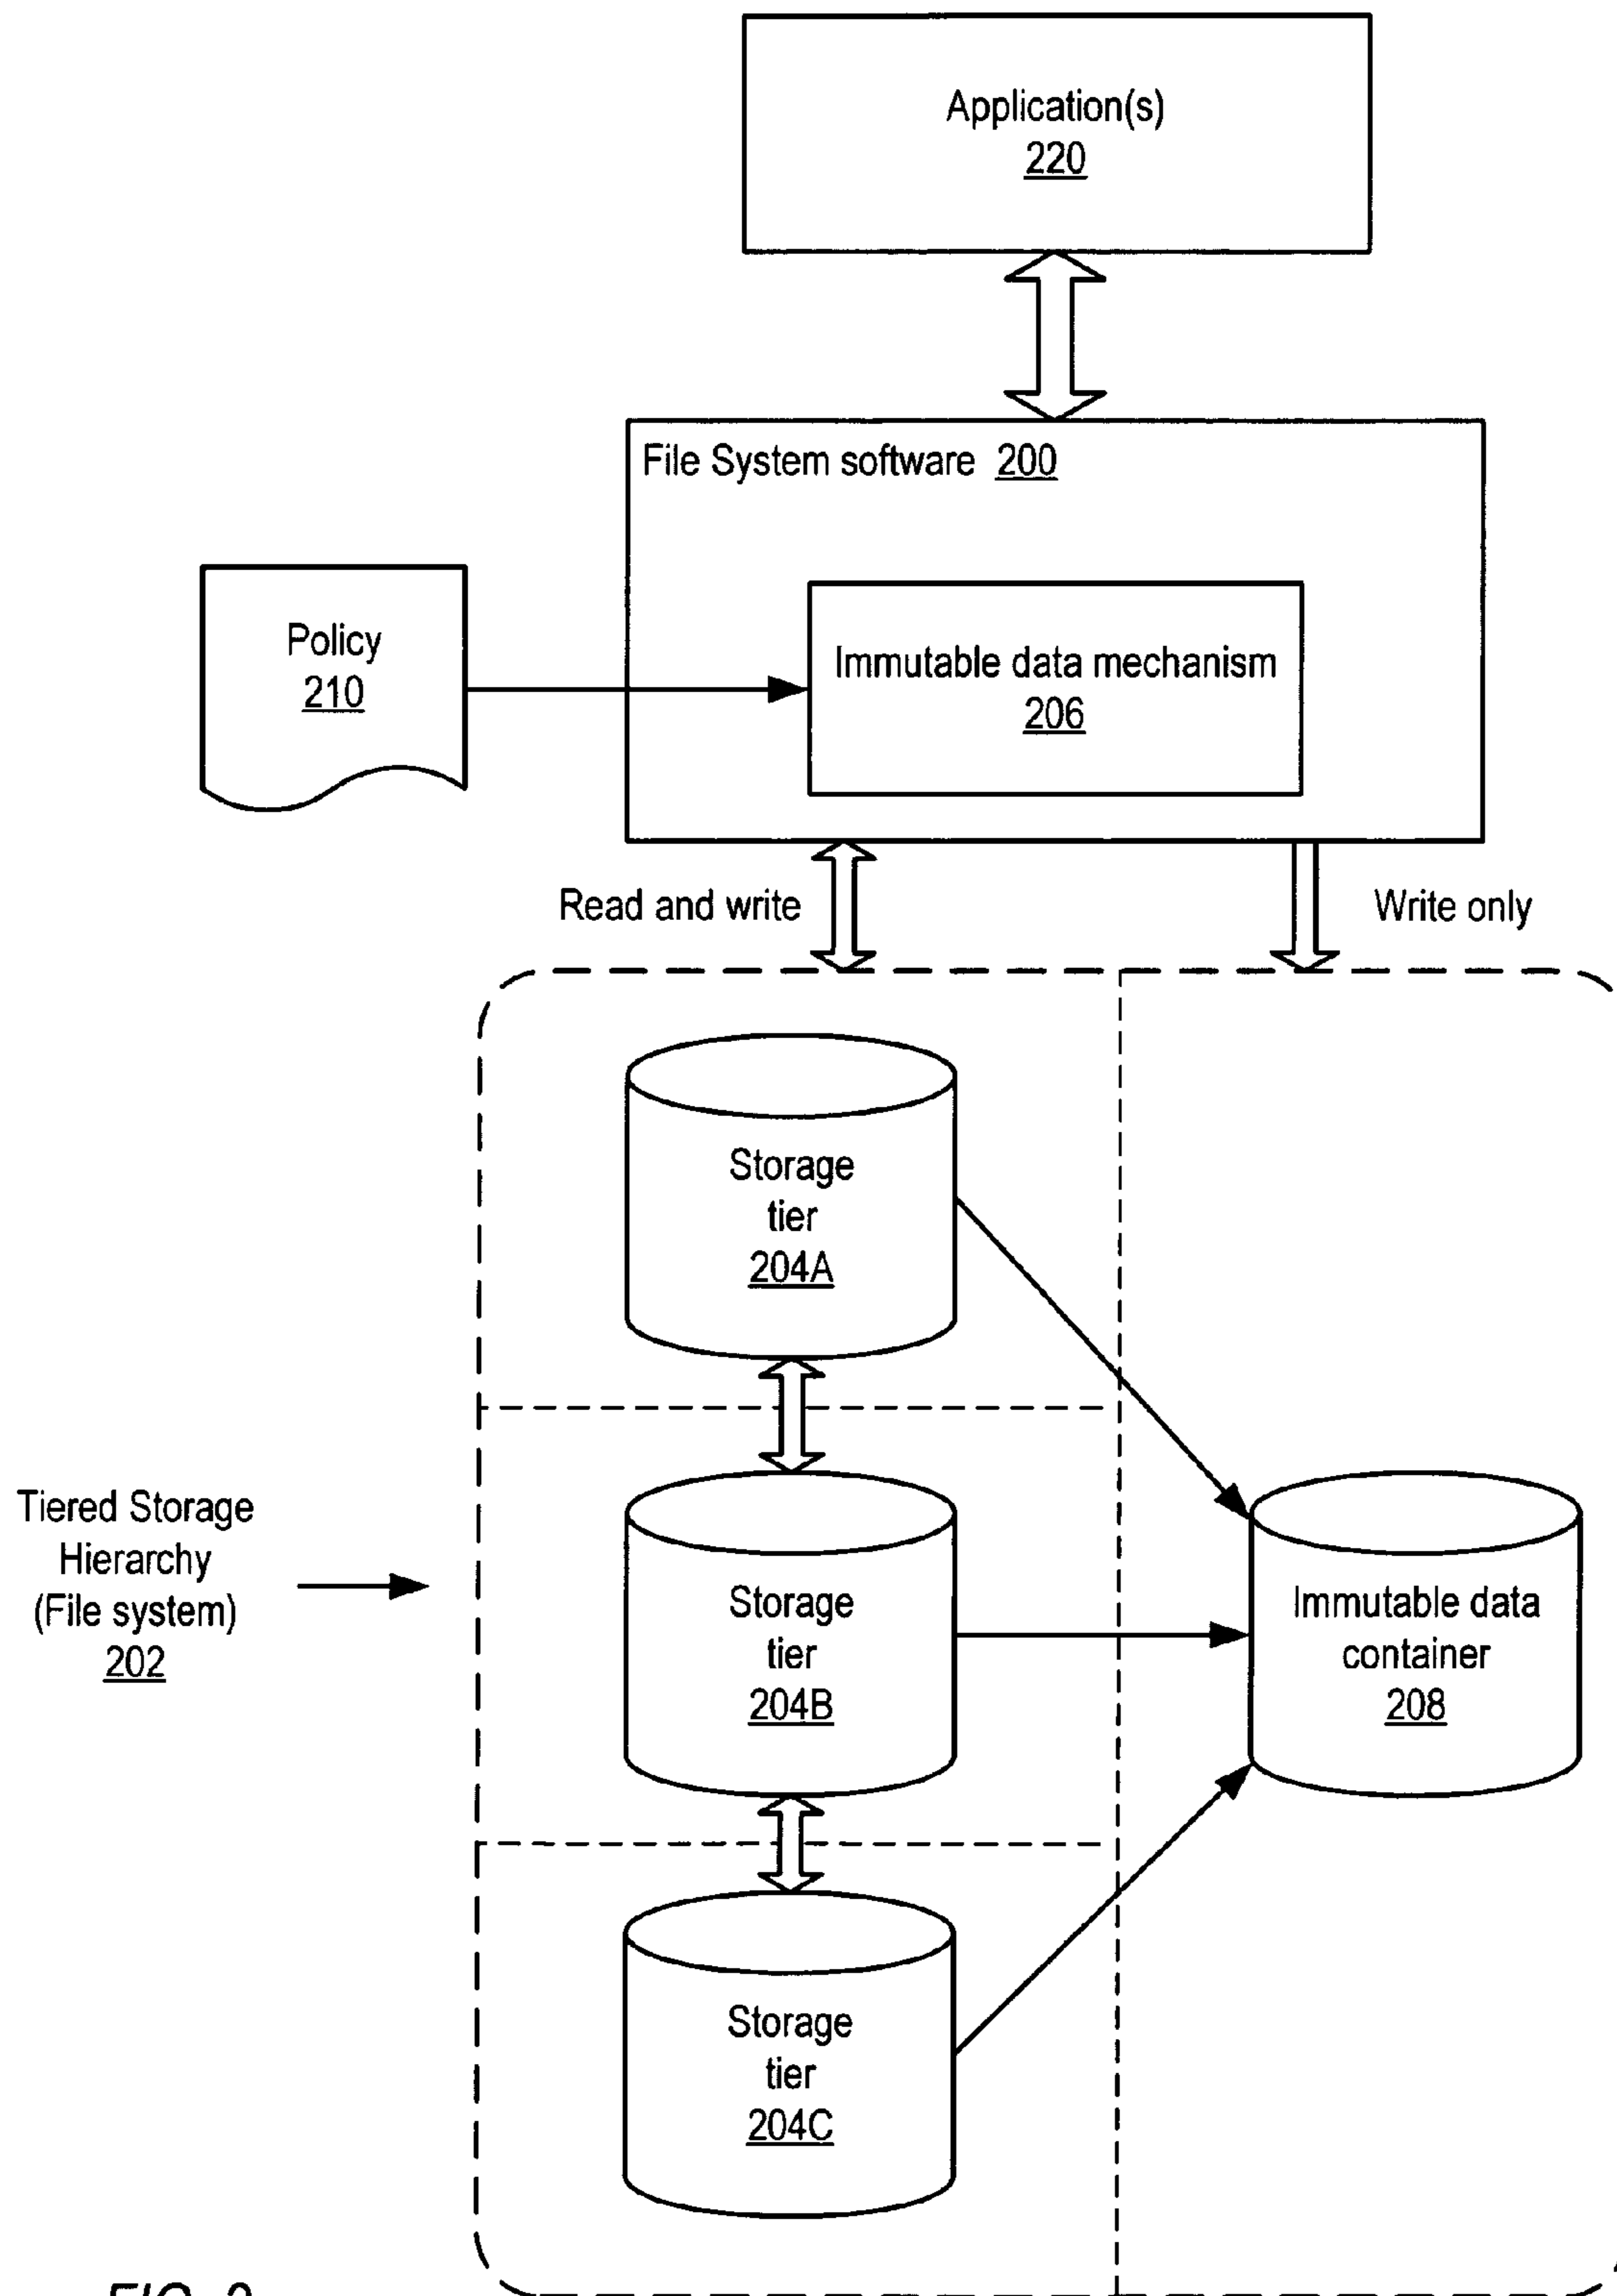 Application(s)
220
File System software 200
Policy
210
Immutable data mechanism
206
Read and write
Write only
Storage
tier
204A
Tiered Storage
Hierarchy
(File system)
202
Storage
tier
204B
Immutable data
container
208
Storage
tier
204C